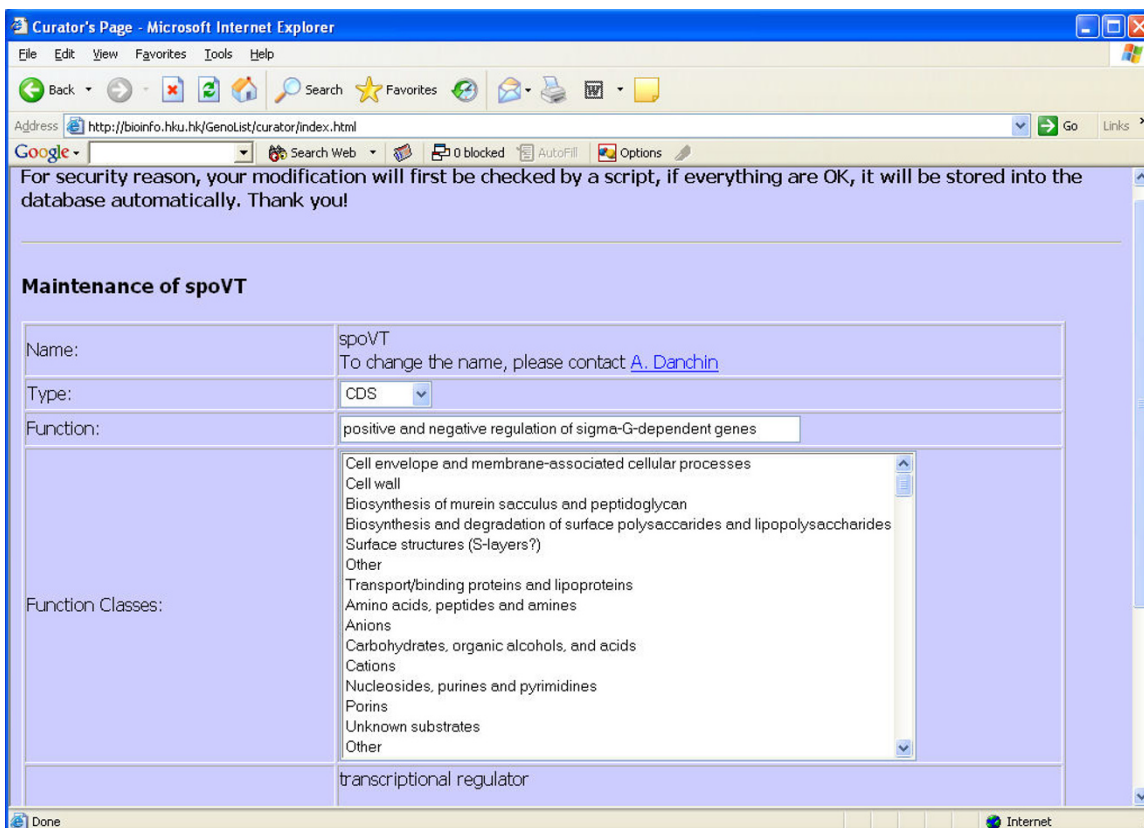 Curator's Page - Microsoft Internet Explorer
File Edit View Favorites Tools Help
Back Search Favorites
Address http://bioinfo.hku.hk/GenoList/curator/index.html Go Links
Google Search Web 0 blocked AutoFill Options
For security reason, your modification will first be checked by a script, if everything are OK, it will be stored into the
database automatically. Thank you!
Maintenance of spoVT
Name:
spoVT
To change the name, please contact A. Danchin
Type: CDS
Function: positive and negative regulation of sigma-G-dependent genes
Function Classes:
Cell envelope and membrane-associated cellular processes
Cell wall
Biosynthesis of murein sacculus and peptidoglycan
Biosynthesis and degradation of surface polysaccarides and lipopolysaccharides
Surface structures (S-layers?)
Other
Transport/binding proteins and lipoproteins
Amino acids, peptides and amines
Anions
Carbohydrates, organic alcohols, and acids
Cations
Nucleosides, purines and pyrimidines
Porins
Unknown substrates
Other
transcriptional regulator
Done Internet